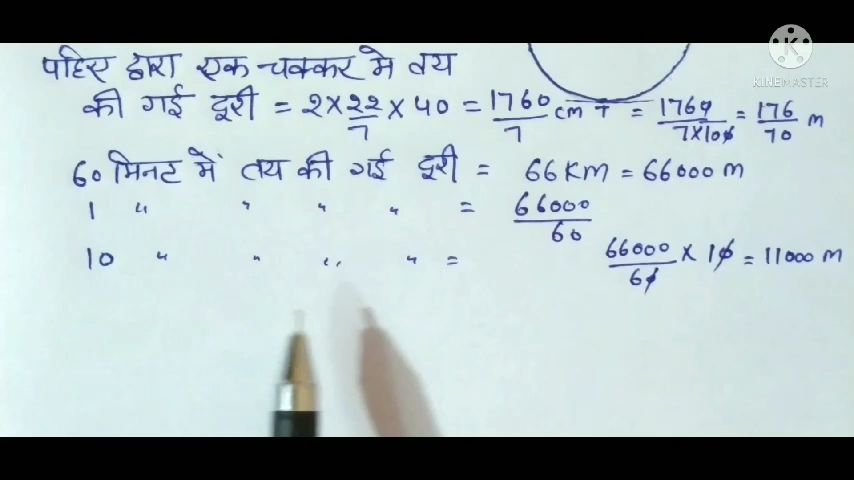 KINEMASTER
पहिए द्वारा एक चक्कर मे तय
की गई दूरी = 2 × 22/7 × 40 = 1760/7 cm = 1760/7×100 = 176/70 m
60 मिनट में तय की गई दूरी = 66 KM = 66000 m
1 " " " " = 66000/60
10 " " " " = 66000/60 × 10 = 11000 m